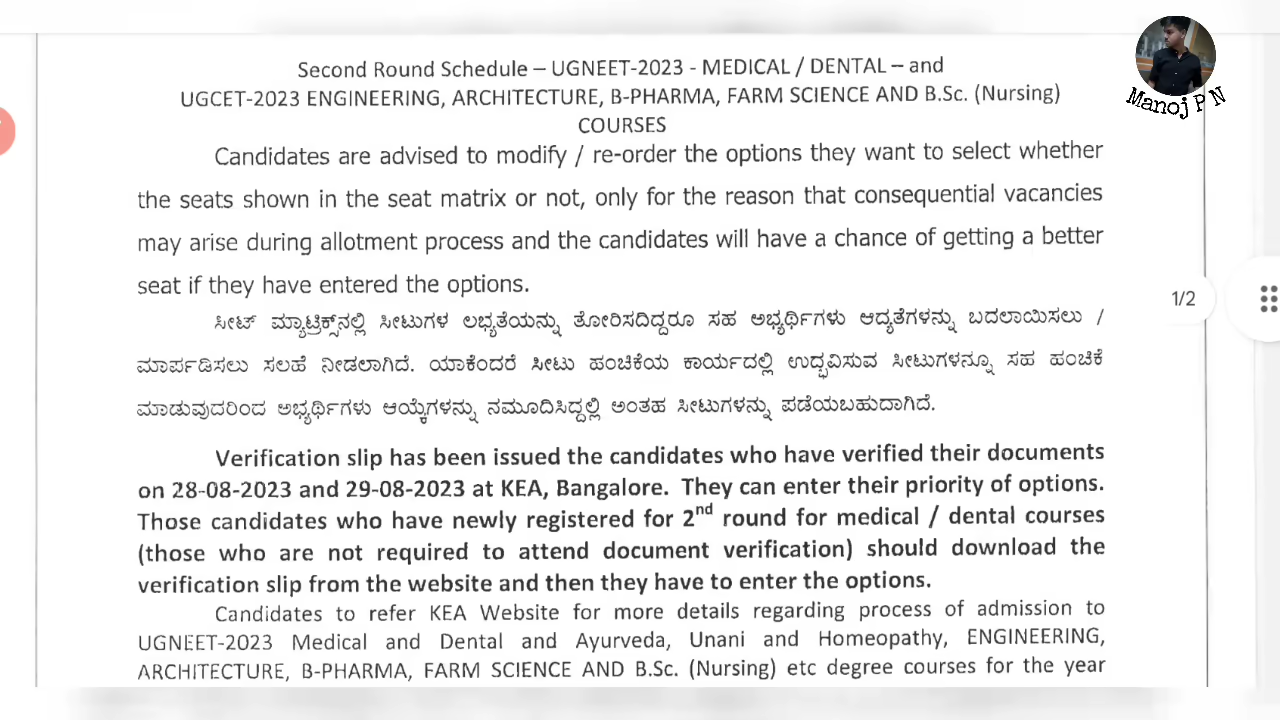 Second Round Schedule – UGNEET-2023 - MEDICAL / DENTAL – and
UGCET-2023 ENGINEERING, ARCHITECTURE, B-PHARMA, FARM SCIENCE AND B.Sc. (Nursing)
COURSES
Candidates are advised to modify / re-order the options they want to select whether
the seats shown in the seat matrix or not, only for the reason that consequential vacancies
may arise during allotment process and the candidates will have a chance of getting a better
seat if they have entered the options.
ಸೀಟ್ ಮ್ಯಾಟ್ರಿಕ್ಸ್‌ನಲ್ಲಿ ಸೀಟುಗಳ ಲಭ್ಯತೆಯನ್ನು ತೋರಿಸದಿದ್ದರೂ ಸಹ ಅಭ್ಯರ್ಥಿಗಳು ಆದ್ಯತೆಗಳನ್ನು ಬದಲಾಯಿಸಲು /
ಮಾರ್ಪಡಿಸಲು ಸಲಹೆ ನೀಡಲಾಗಿದೆ. ಯಾಕೆಂದರೆ ಸೀಟು ಹಂಚಿಕೆಯ ಕಾರ್ಯದಲ್ಲಿ ಉದ್ಭವಿಸುವ ಸೀಟುಗಳನ್ನೂ ಸಹ ಹಂಚಿಕೆ
ಮಾಡುವುದರಿಂದ ಅಭ್ಯರ್ಥಿಗಳು ಆಯ್ಕೆಗಳನ್ನು ನಮೂದಿಸಿದ್ದಲ್ಲಿ ಅಂತಹ ಸೀಟುಗಳನ್ನು ಪಡೆಯಬಹುದಾಗಿದೆ.
Verification slip has been issued the candidates who have verified their documents
on 28-08-2023 and 29-08-2023 at KEA, Bangalore. They can enter their priority of options.
Those candidates who have newly registered for 2nd round for medical / dental courses
(those who are not required to attend document verification) should download the
verification slip from the website and then they have to enter the options.
Candidates to refer KEA Website for more details regarding process of admission to
UGNEET-2023 Medical and Dental and Ayurveda, Unani and Homeopathy, ENGINEERING,
ARCHITECTURE, B-PHARMA, FARM SCIENCE AND B.Sc. (Nursing) etc degree courses for the year
Manoj P N
1/2